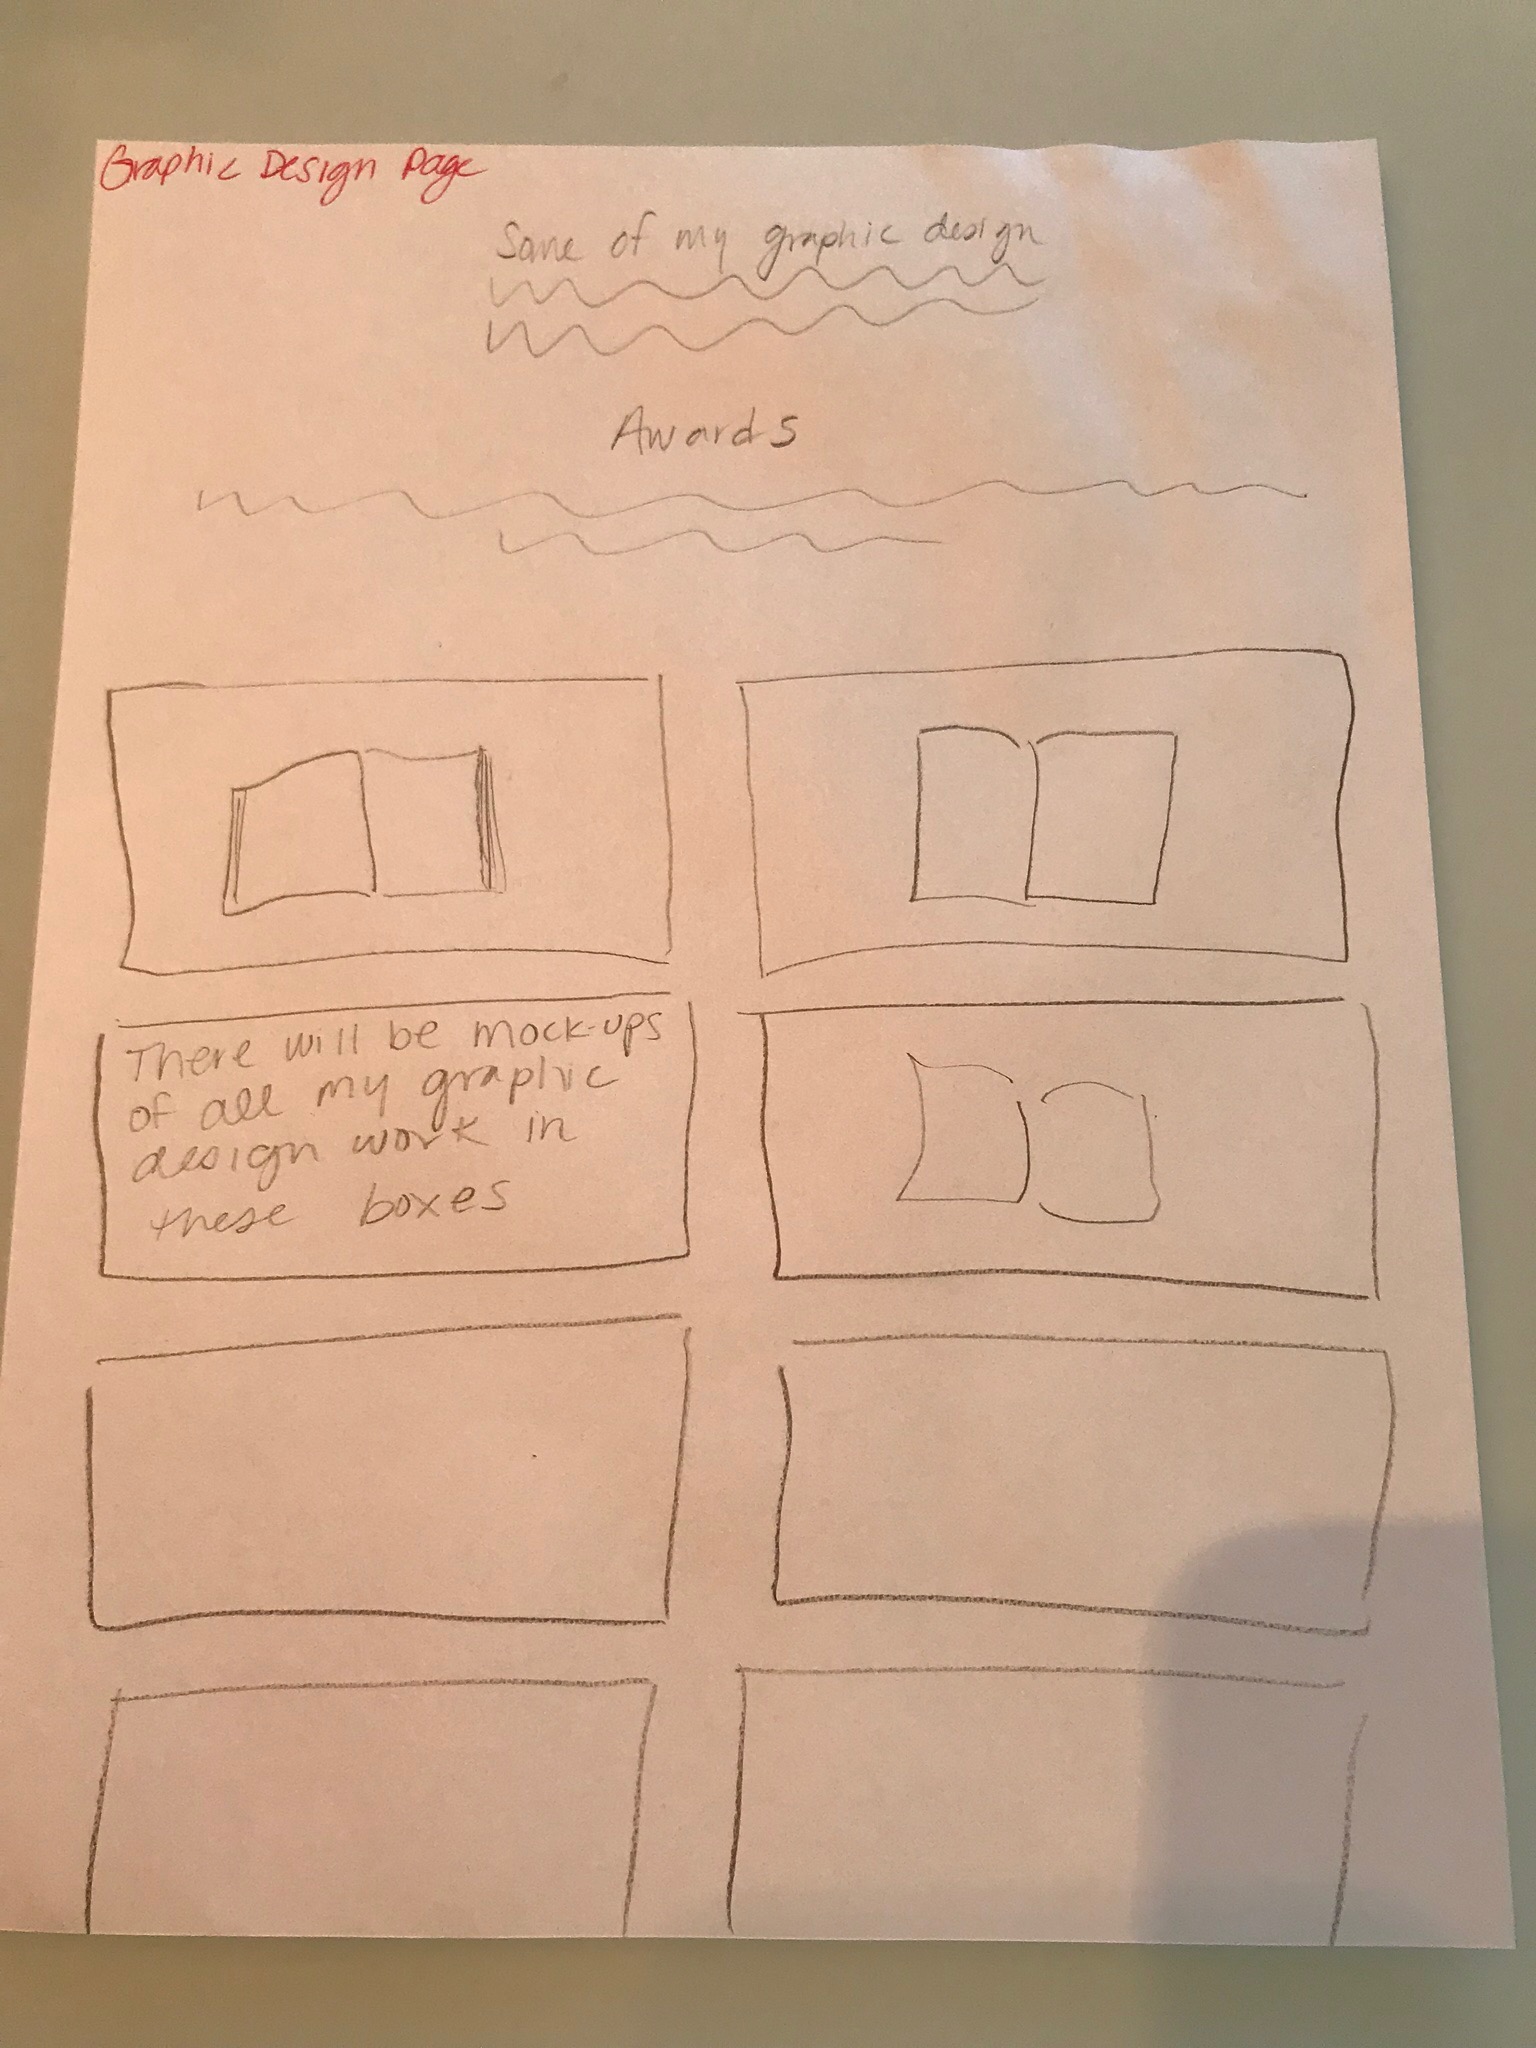 Graphic Design Page
Some of my graphic design
Awards
There will be mock-ups
of all my graphic
design work in
these boxes